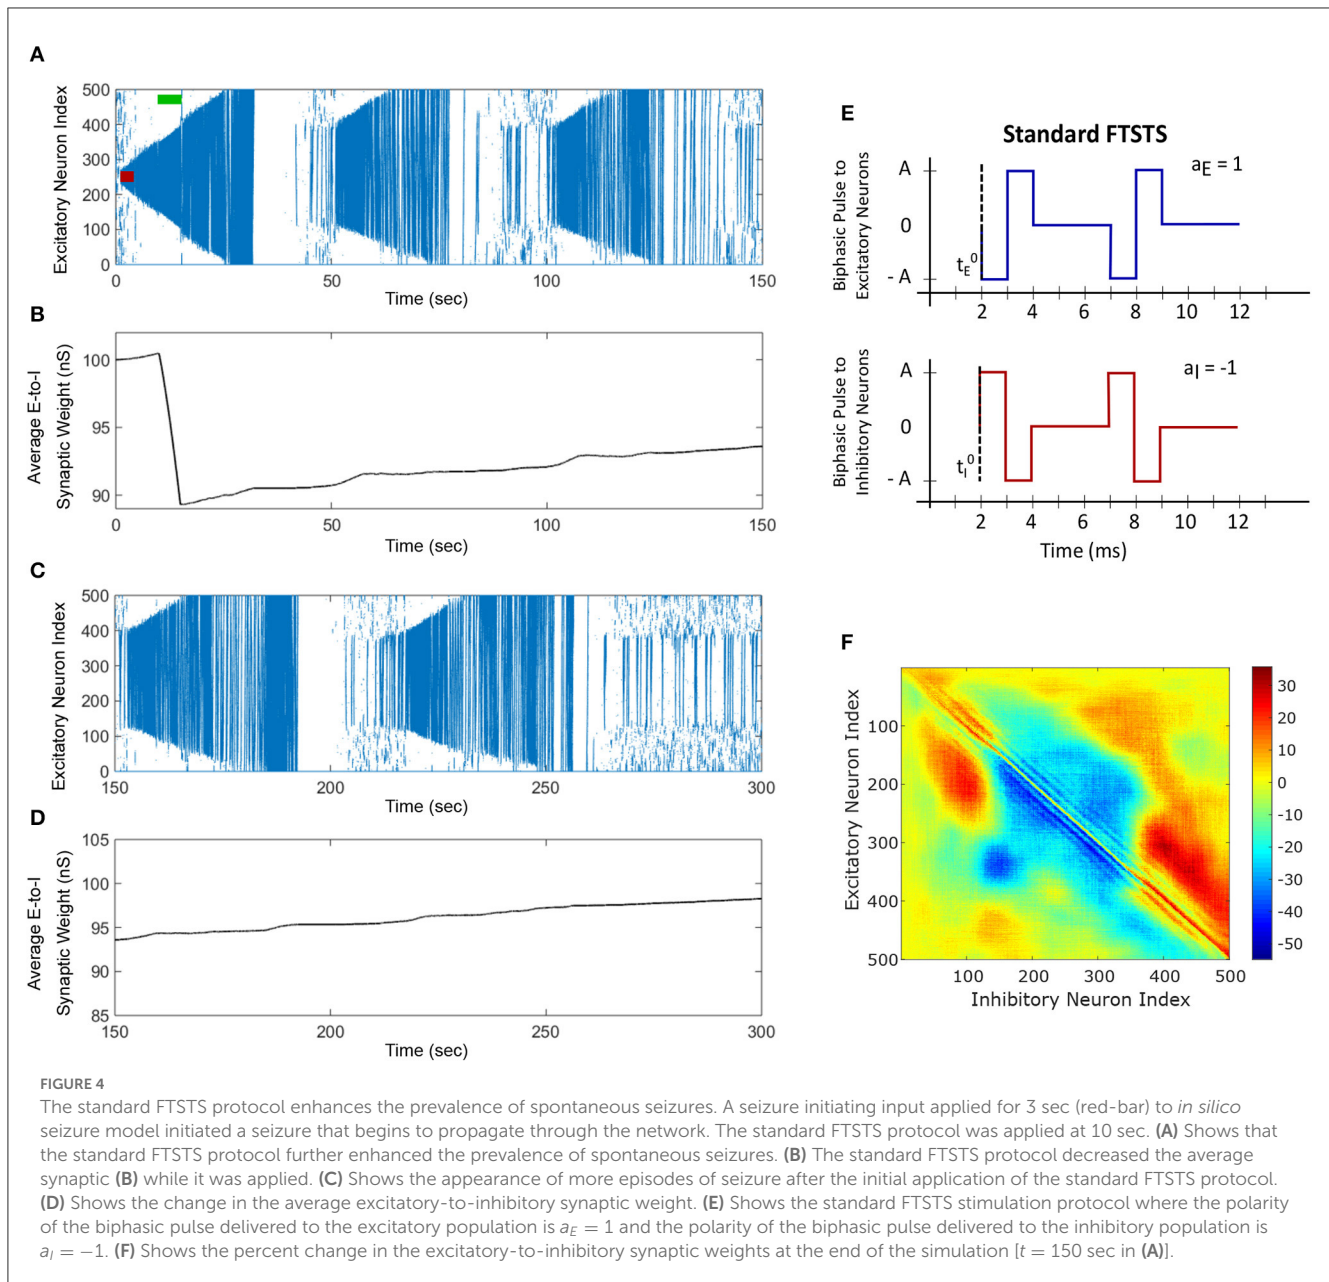 A
Excitatory Neuron Index
500
400
300
200
100
0
0 50 100 150
Time (sec)
B
Average E-to-I
Synaptic Weight (nS)
100
95
90
0 50 100 150
Time (sec)
C
Excitatory Neuron Index
500
400
300
200
100
0
150 200 250 300
Time (sec)
D
Average E-to-I
Synaptic Weight (nS)
105
100
95
90
85
150 200 250 300
Time (sec)
E
Standard FTSTS
Biphasic Pulse to
Excitatory Neurons
A
0
- A
a_E = 1
t_E^0
2 4 6 8 10 12
Biphasic Pulse to
Inhibitory Neurons
A
0
- A
a_I = -1
t_I^0
2 4 6 8 10 12
Time (ms)
F
Excitatory Neuron Index
100
200
300
400
500
100 200 300 400 500
Inhibitory Neuron Index
30
20
10
0
-10
-20
-30
-40
-50
FIGURE 4
The standard FTSTS protocol enhances the prevalence of spontaneous seizures. A seizure initiating input applied for 3 sec (red-bar) to in silico
seizure model initiated a seizure that begins to propagate through the network. The standard FTSTS protocol was applied at 10 sec. (A) Shows that
the standard FTSTS protocol further enhanced the prevalence of spontaneous seizures. (B) The standard FTSTS protocol decreased the average
synaptic (B) while it was applied. (C) Shows the appearance of more episodes of seizure after the initial application of the standard FTSTS protocol.
(D) Shows the change in the average excitatory-to-inhibitory synaptic weight. (E) Shows the standard FTSTS stimulation protocol where the polarity
of the biphasic pulse delivered to the excitatory population is a_E = 1 and the polarity of the biphasic pulse delivered to the inhibitory population is
a_I = −1. (F) Shows the percent change in the excitatory-to-inhibitory synaptic weights at the end of the simulation [t = 150 sec in (A)].